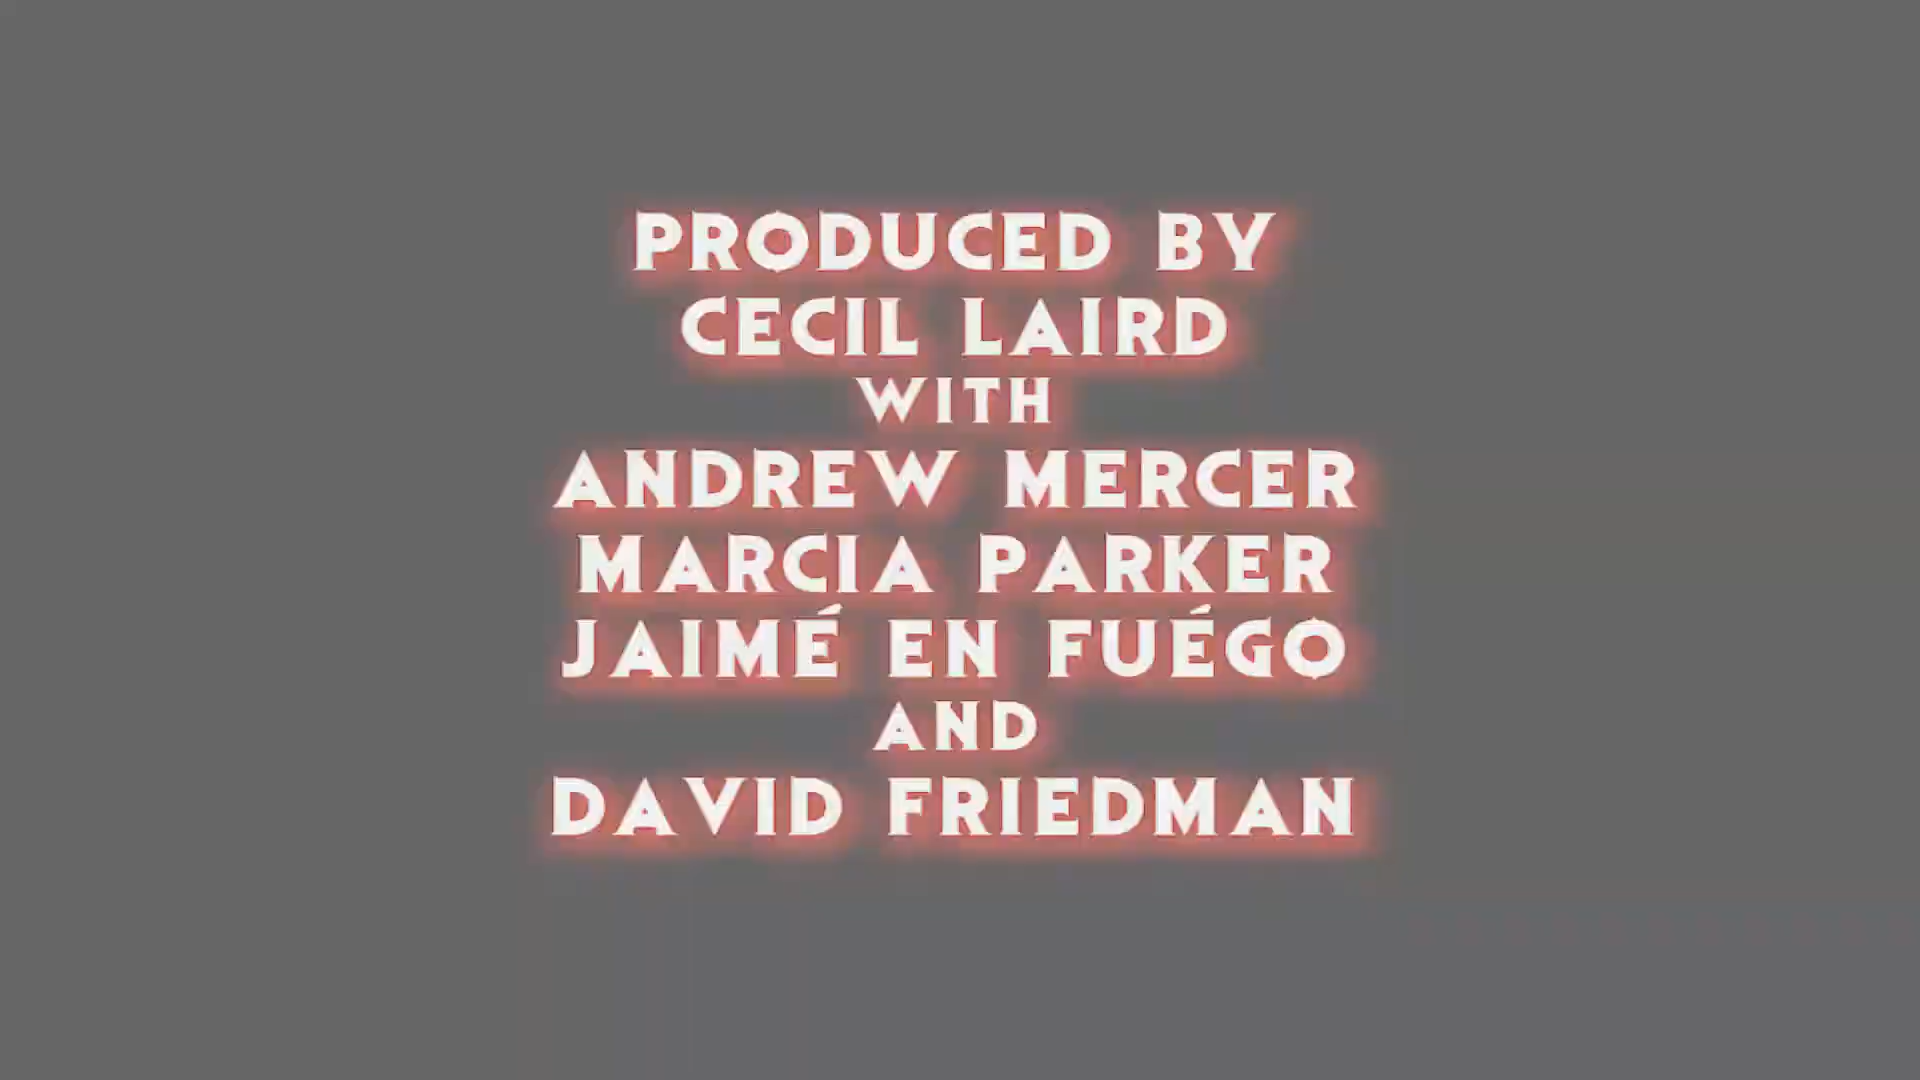 PRODUCED BY
CECIL LAIRD
WITH
ANDREW MERCER
MARCIA PARKER
JAIMÉ EN FUÉGO
AND
DAVID FRIEDMAN